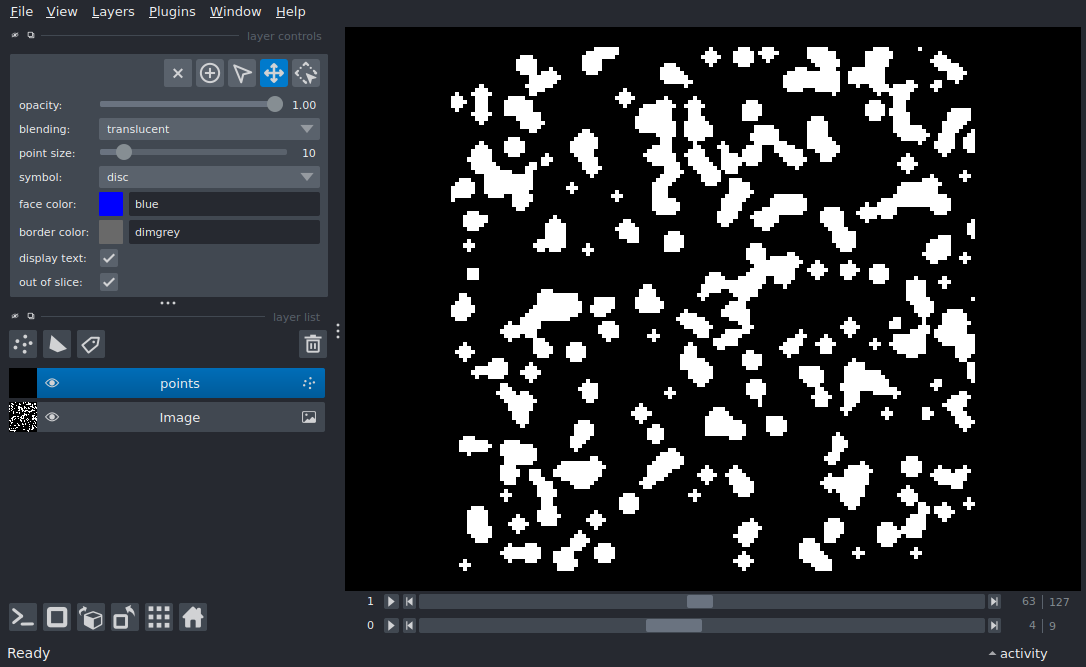 File View Layers Plugins Window Help
layer controls
opacity: 1.00
blending: translucent
point size: 10
symbol: disc
face color: blue
border color: dimgrey
display text:
out of slice:
layer list
points
Image
1 63 127
0 4 9
Ready activity